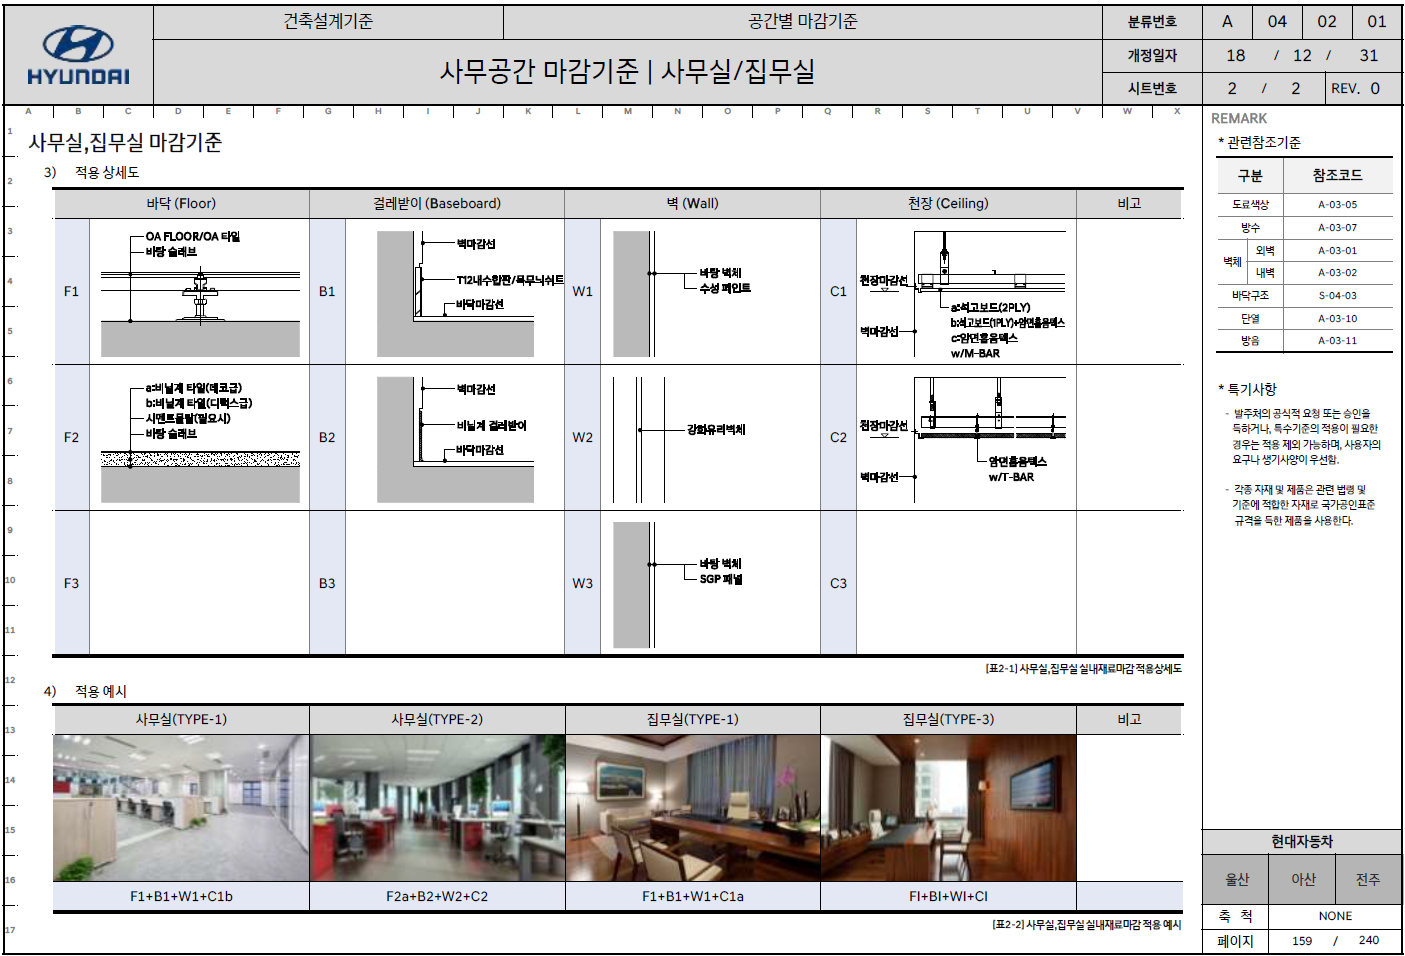 HYUNDAI
건축설계기준
공간별 마감기준
사무공간 마감기준 | 사무실/집무실
분류번호 A 04 02 01
개정일자 18 / 12 / 31
시트번호 2 / 2 REV. 0
A B C D E F G H I J K L M N O P Q R S T U V W X
1
2
3
4
5
6
7
8
9
10
11
12
13
14
15
16
17
사무실,집무실 마감기준
3) 적용 상세도
바닥 (Floor) 걸레받이 (Baseboard) 벽 (Wall) 천장 (Ceiling) 비고
F1
OA FLOOR/OA 타일
바탕 슬래브
B1
벽마감선
T12내수합판/목무늬쉬트
바닥마감선
W1
바탕 벽체
수성 페인트
C1
천장마감선
벽마감선
a:석고보드(2PLY)
b:석고보드(1PLY)+암면흡음텍스
c:암면흡음텍스
w/M-BAR
F2
a:비닐계 타일(데코급)
b:비닐계 타일(디럭스급)
시멘트몰탈(필요시)
바탕 슬래브
B2
벽마감선
비닐계 걸레받이
바닥마감선
W2
강화유리벽체
C2
천장마감선
벽마감선
암면흡음텍스
w/T-BAR
F3
B3
W3
바탕 벽체
SGP 패널
C3
[표2-1] 사무실,집무실 실내재료마감 적용상세도
4) 적용 예시
사무실(TYPE-1) 사무실(TYPE-2) 집무실(TYPE-1) 집무실(TYPE-3) 비고
F1+B1+W1+C1b F2a+B2+W2+C2 F1+B1+W1+C1a FI+BI+WI+CI
[표2-2] 사무실,집무실 실내재료마감 적용 예시
REMARK
* 관련참조기준
구분 참조코드
도료색상 A-03-05
방수 A-03-07
벽체 외벽 A-03-01
내벽 A-03-02
바닥구조 S-04-03
단열 A-03-10
방음 A-03-11
* 특기사항
- 발주처의 공식적 요청 또는 승인을
득하거나, 특수기준의 적용이 필요한
경우는 적용 제외 가능하며, 사용자의
요구나 생기사양이 우선함.
- 각종 자재 및 제품은 관련 법령 및
기준에 적합한 자재로 국가공인표준
규격을 득한 제품을 사용한다.
현대자동차
울산 아산 전주
축 척 NONE
페이지 159 / 240